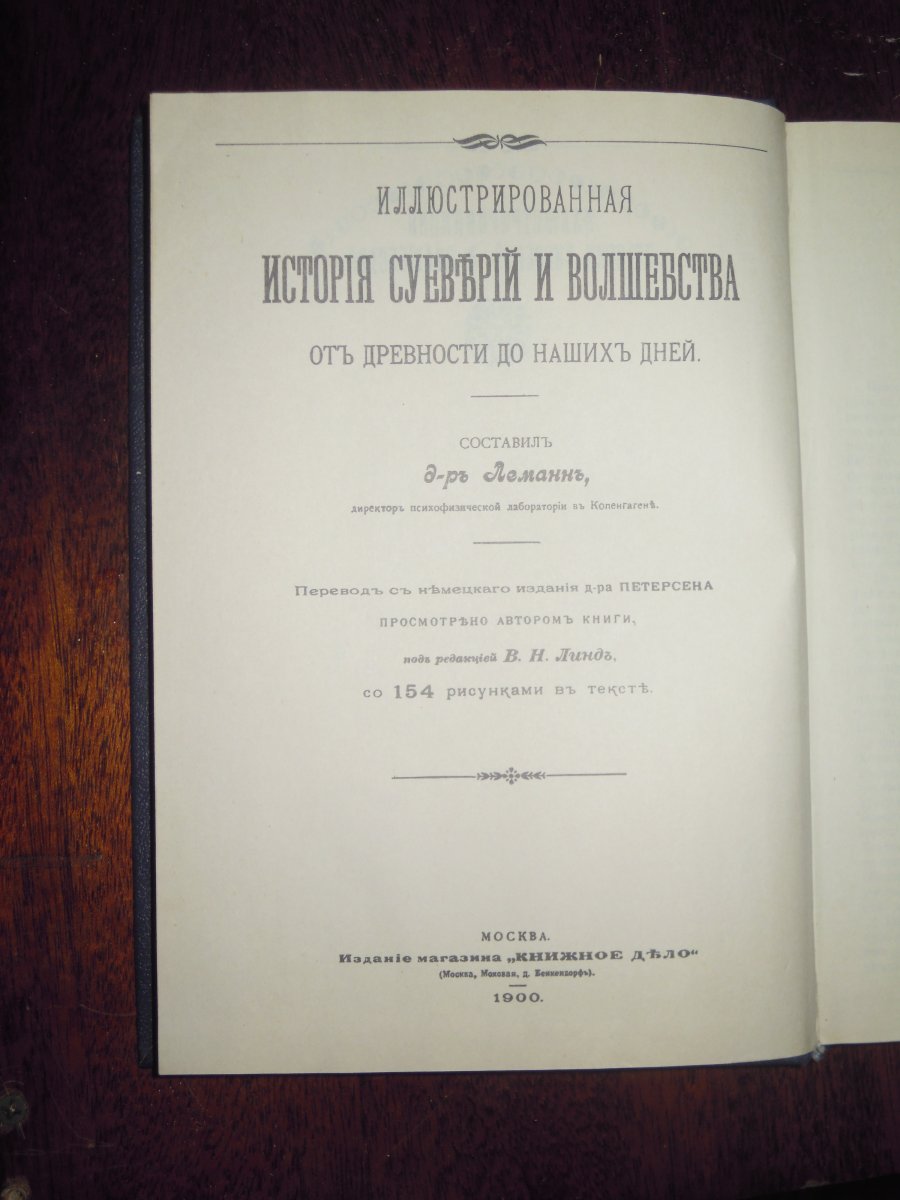 ИЛЛЮСТРИРОВАННАЯ
ИСТОРІЯ СУЕВѢРІЙ И ВОЛШЕБСТВА
ОТЪ ДРЕВНОСТИ ДО НАШИХЪ ДНЕЙ.
СОСТАВИЛЪ
д-ръ Леманнъ,
директоръ психофизической лабораторіи въ Копенгагенѣ.
Переводъ съ нѣмецкаго изданія д-ра ПЕТЕРСЕНА
ПРОСМОТРѢНО АВТОРОМЪ КНИГИ,
подъ редакціей В. Н. Линдъ,
со 154 рисунками въ текстѣ.
МОСКВА.
Изданіе магазина „КНИЖНОЕ ДѢЛО“
(Москва, Моховая, д. Бенкендорфъ).
1900.